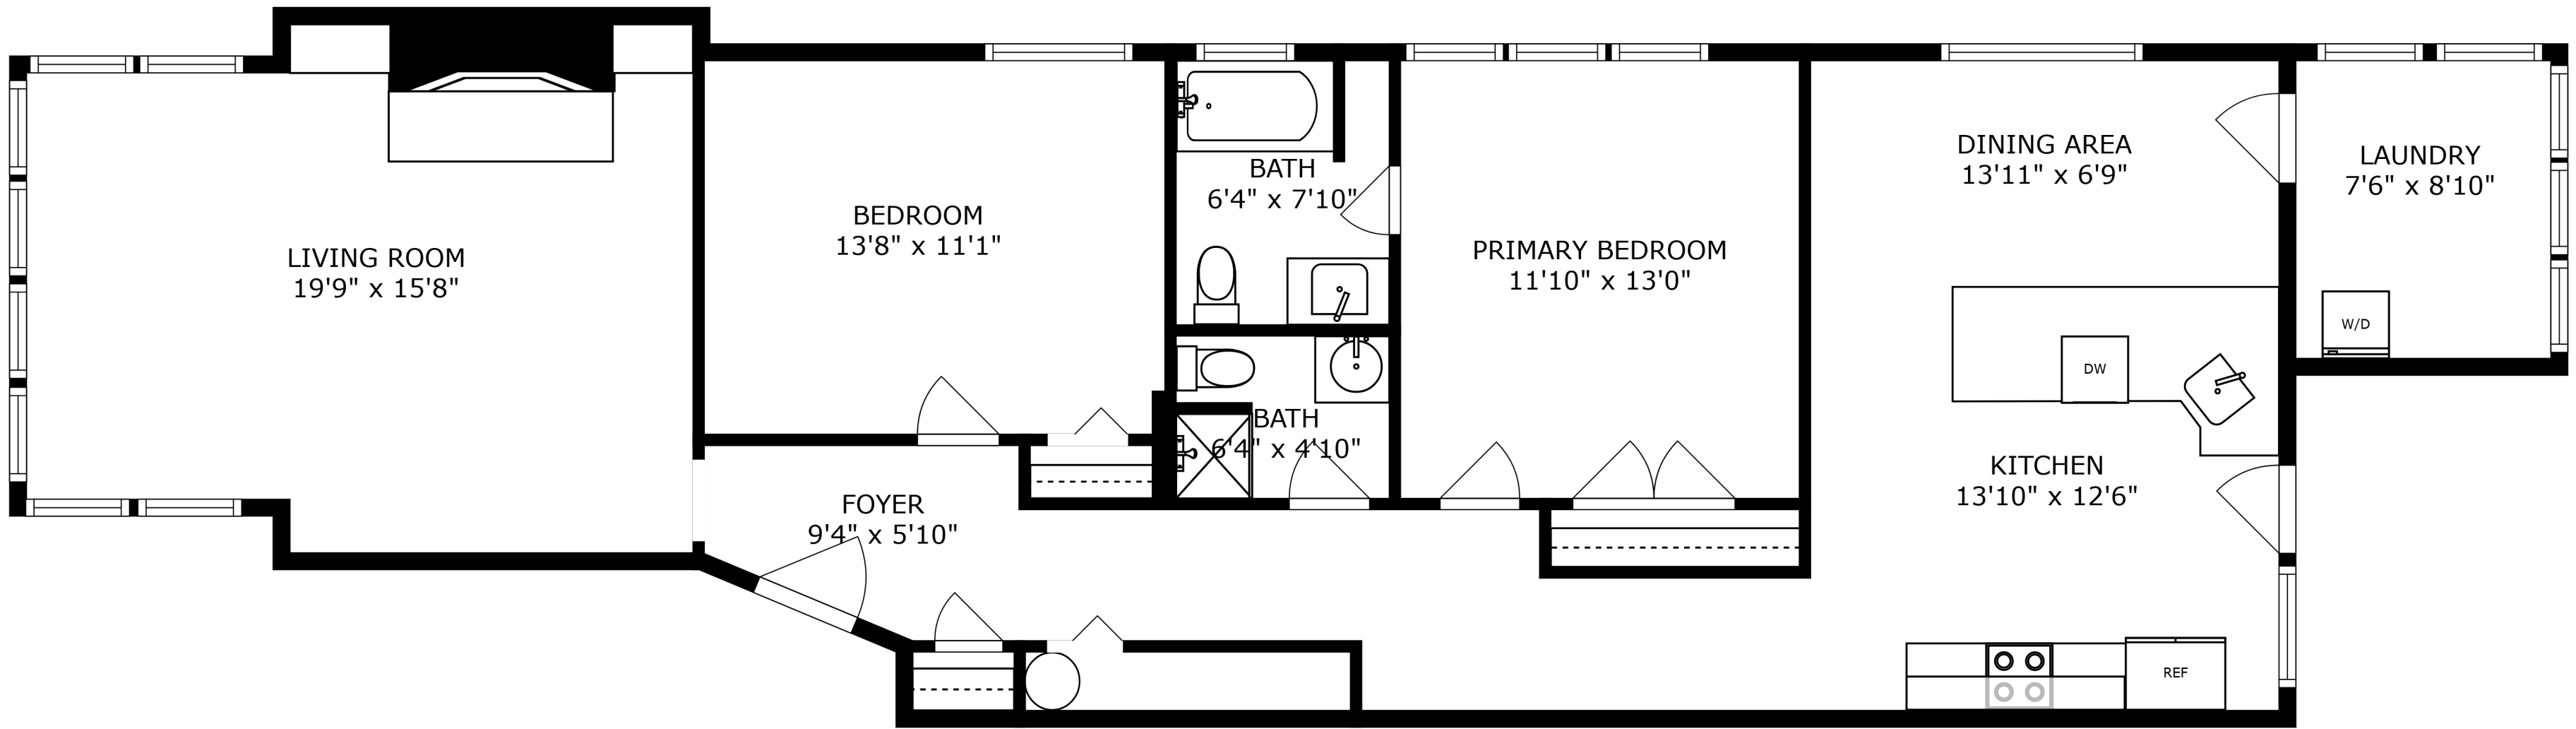 LIVING ROOM
19'9" x 15'8"
BEDROOM
13'8" x 11'1"
BATH
6'4" x 7'10"
BATH
6'4" x 4'10"
PRIMARY BEDROOM
11'10" x 13'0"
DINING AREA
13'11" x 6'9"
LAUNDRY
7'6" x 8'10"
W/D
DW
KITCHEN
13'10" x 12'6"
FOYER
9'4" x 5'10"
REF